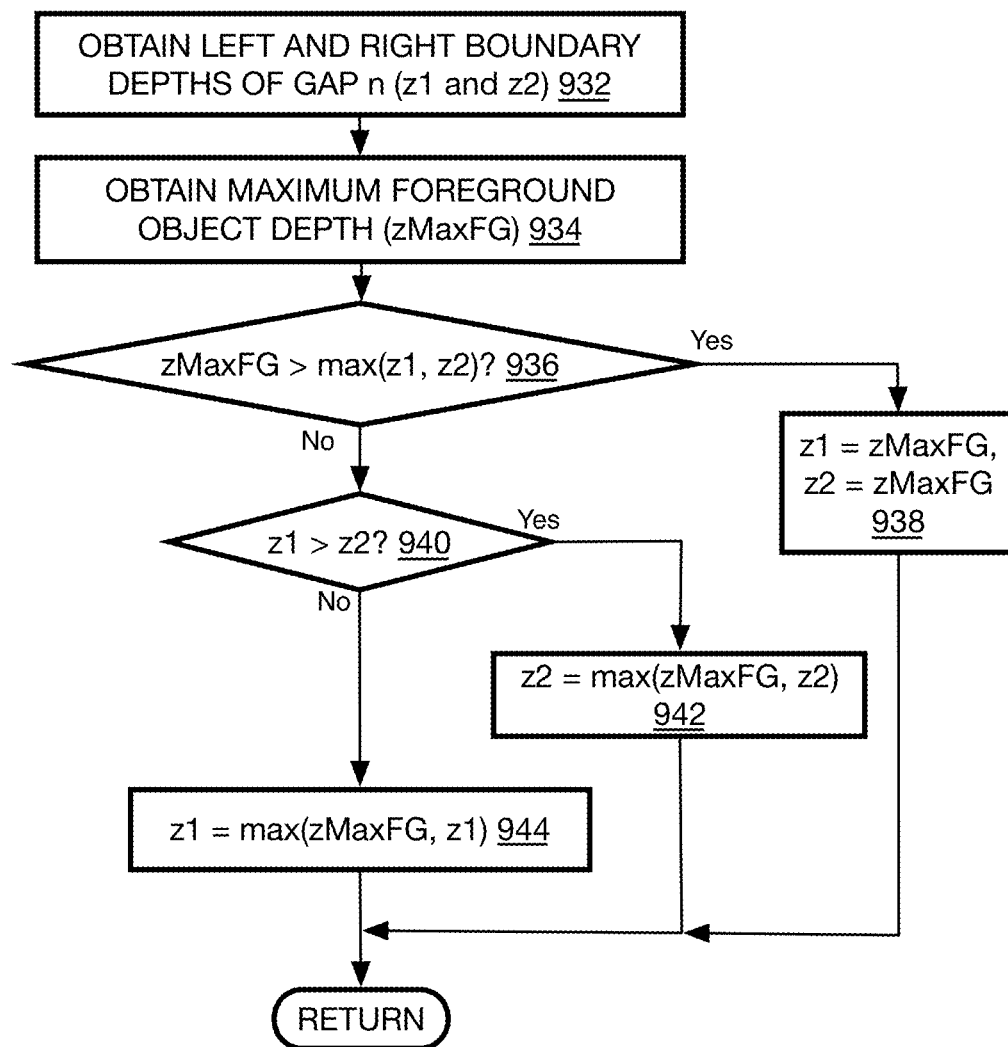 OBTAIN LEFT AND RIGHT BOUNDARY
DEPTHS OF GAP n (z1 and z2) 932
OBTAIN MAXIMUM FOREGROUND
OBJECT DEPTH (zMaxFG) 934
zMaxFG > max(z1, z2)? 936
Yes
No
z1 = zMaxFG,
z2 = zMaxFG
938
z1 > z2? 940
Yes
No
z2 = max(zMaxFG, z2)
942
z1 = max(zMaxFG, z1) 944
RETURN